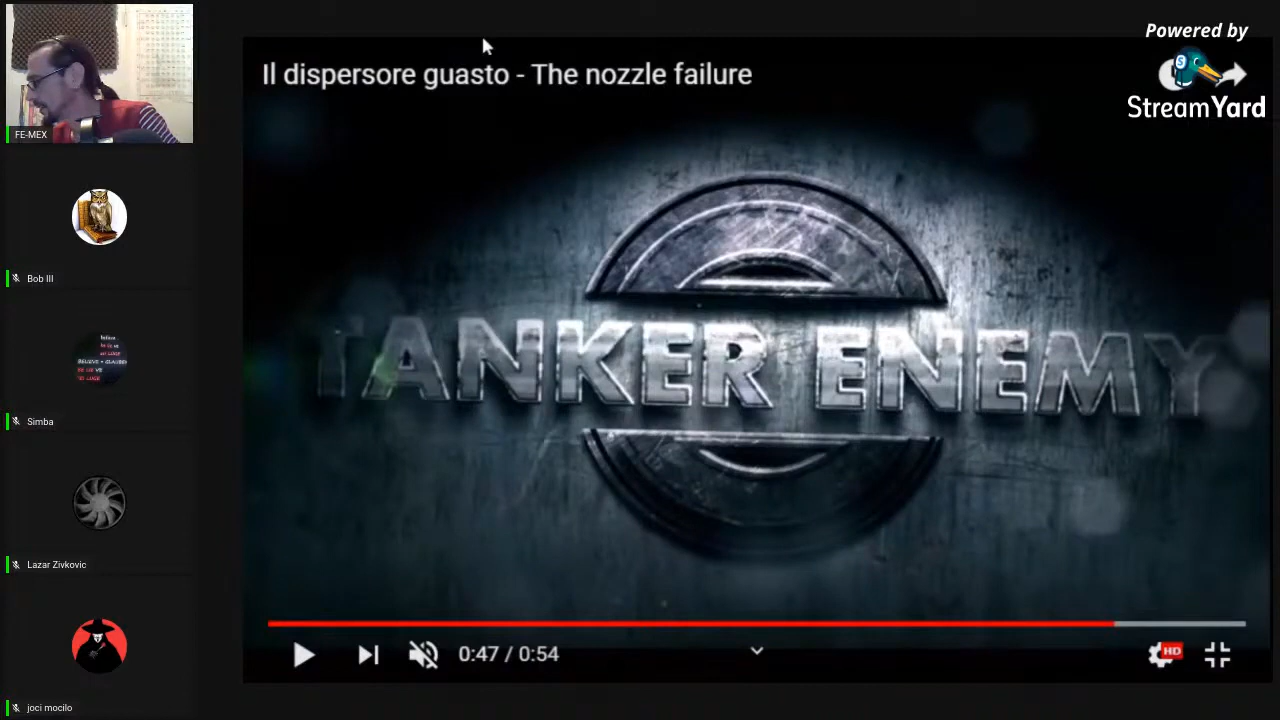 Powered by
StreamYard
Il dispersore guasto - The nozzle failure
TANKER ENEMY
0:47 / 0:54
HD
FE-MEX
Bob III
Simba
Lazar Zivkovic
joci mocilo